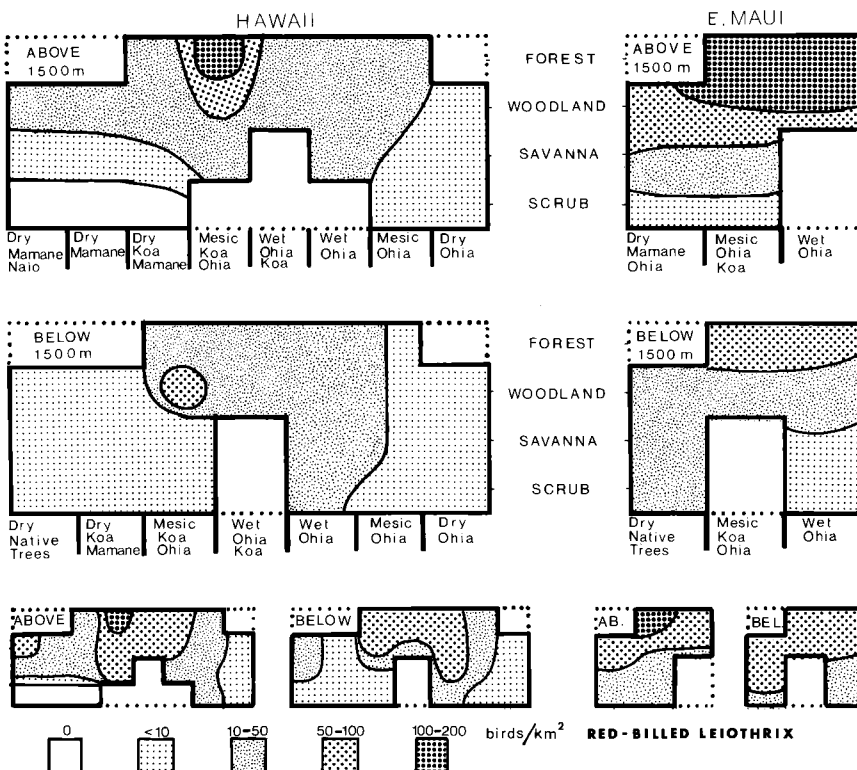 HAWAII
E. MAUI
ABOVE
1500m
FOREST
WOODLAND
SAVANNA
SCRUB
ABOVE
1500m
Dry
Mamane
Naio
Dry
Mamane
Dry
Koa
Mamane
Mesic
Koa
Ohia
Wet
Ohia
Koa
Wet
Ohia
Mesic
Ohia
Dry
Ohia
Dry
Mamane
Ohia
Mesic
Ohia
Koa
Wet
Ohia
BELOW
1500m
FOREST
WOODLAND
SAVANNA
SCRUB
BELOW
1500m
Dry
Native
Trees
Dry
Koa
Mamane
Mesic
Koa
Ohia
Wet
Ohia
Koa
Wet
Ohia
Mesic
Ohia
Dry
Ohia
Dry
Native
Trees
Mesic
Koa
Ohia
Wet
Ohia
ABOVE
BELOW
AB.
BEL.
0
<10
10-50
50-100
100-200
birds/km²
RED-BILLED LEIOTHRIX